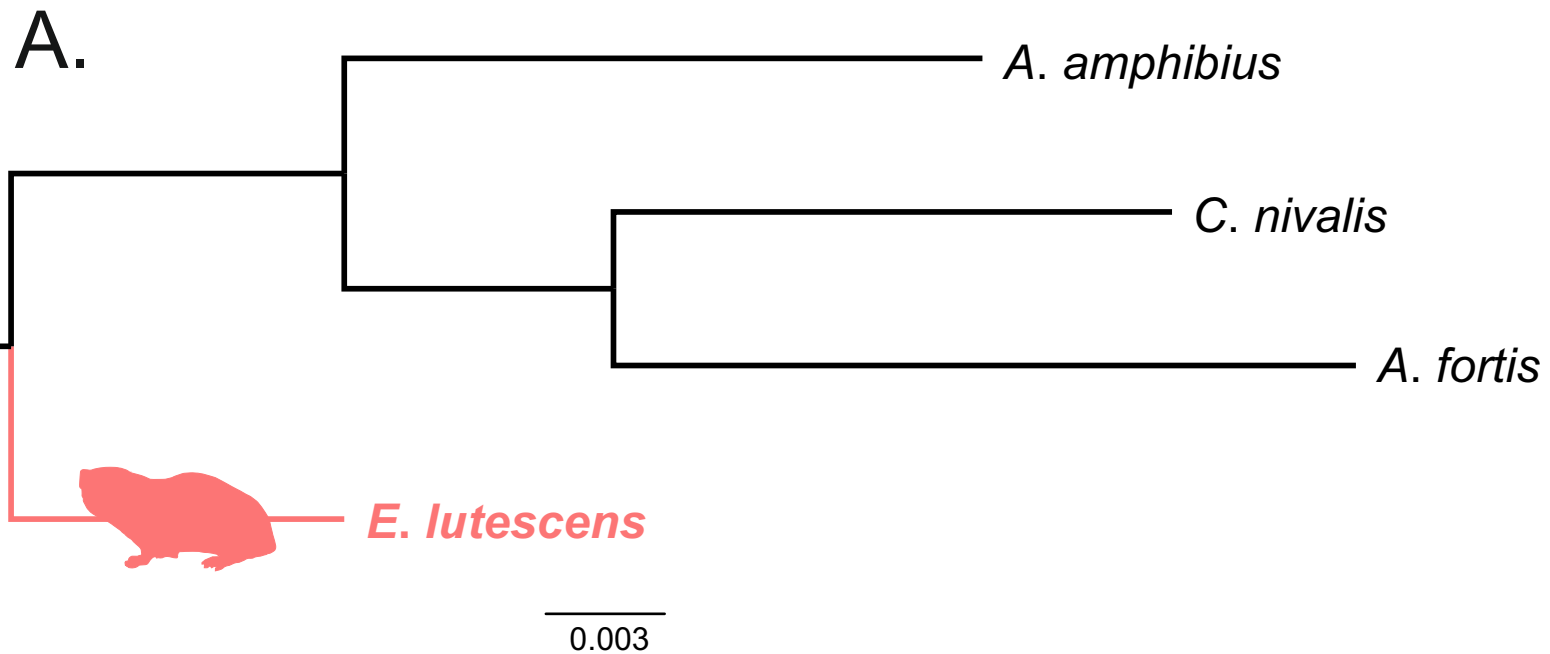 A.
A. amphibius
C. nivalis
A. fortis
E. lutescens
0.003